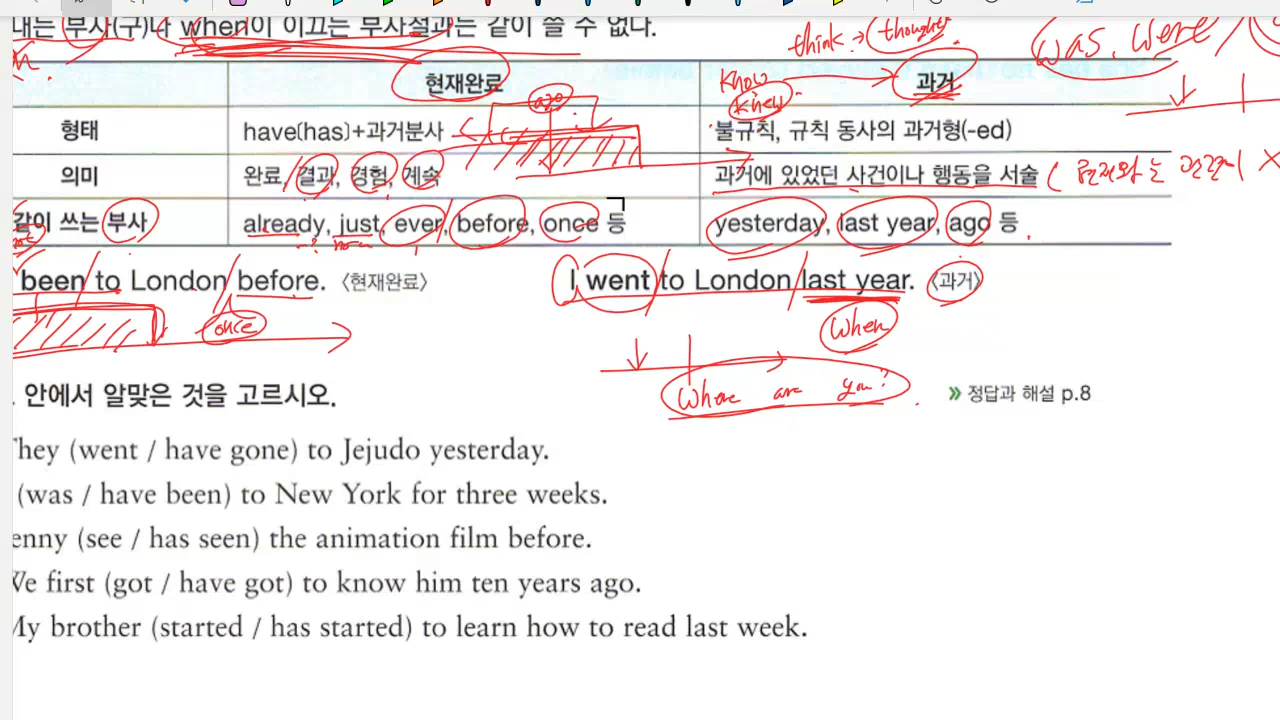 내는 부사(구)나 when이 이끄는 부사절과는 같이 쓸 수 없다.
think → thought
was, were /
know
knew
현재완료
과거
ago
형태
have(has)+과거분사
불규칙, 규칙 동사의 과거형(-ed)
의미
완료, 결과, 경험, 계속
과거에 있었던 사건이나 행동을 서술
같이 쓰는 부사
already, just, ever, before, once 등
yesterday, last year, ago 등
been to London before. 〈현재완료〉
I went to London last year. 〈과거〉
once
when
Where are you?
안에서 알맞은 것을 고르시오.
» 정답과 해설 p.8
They (went / have gone) to Jejudo yesterday.
(was / have been) to New York for three weeks.
enny (see / has seen) the animation film before.
We first (got / have got) to know him ten years ago.
My brother (started / has started) to learn how to read last week.